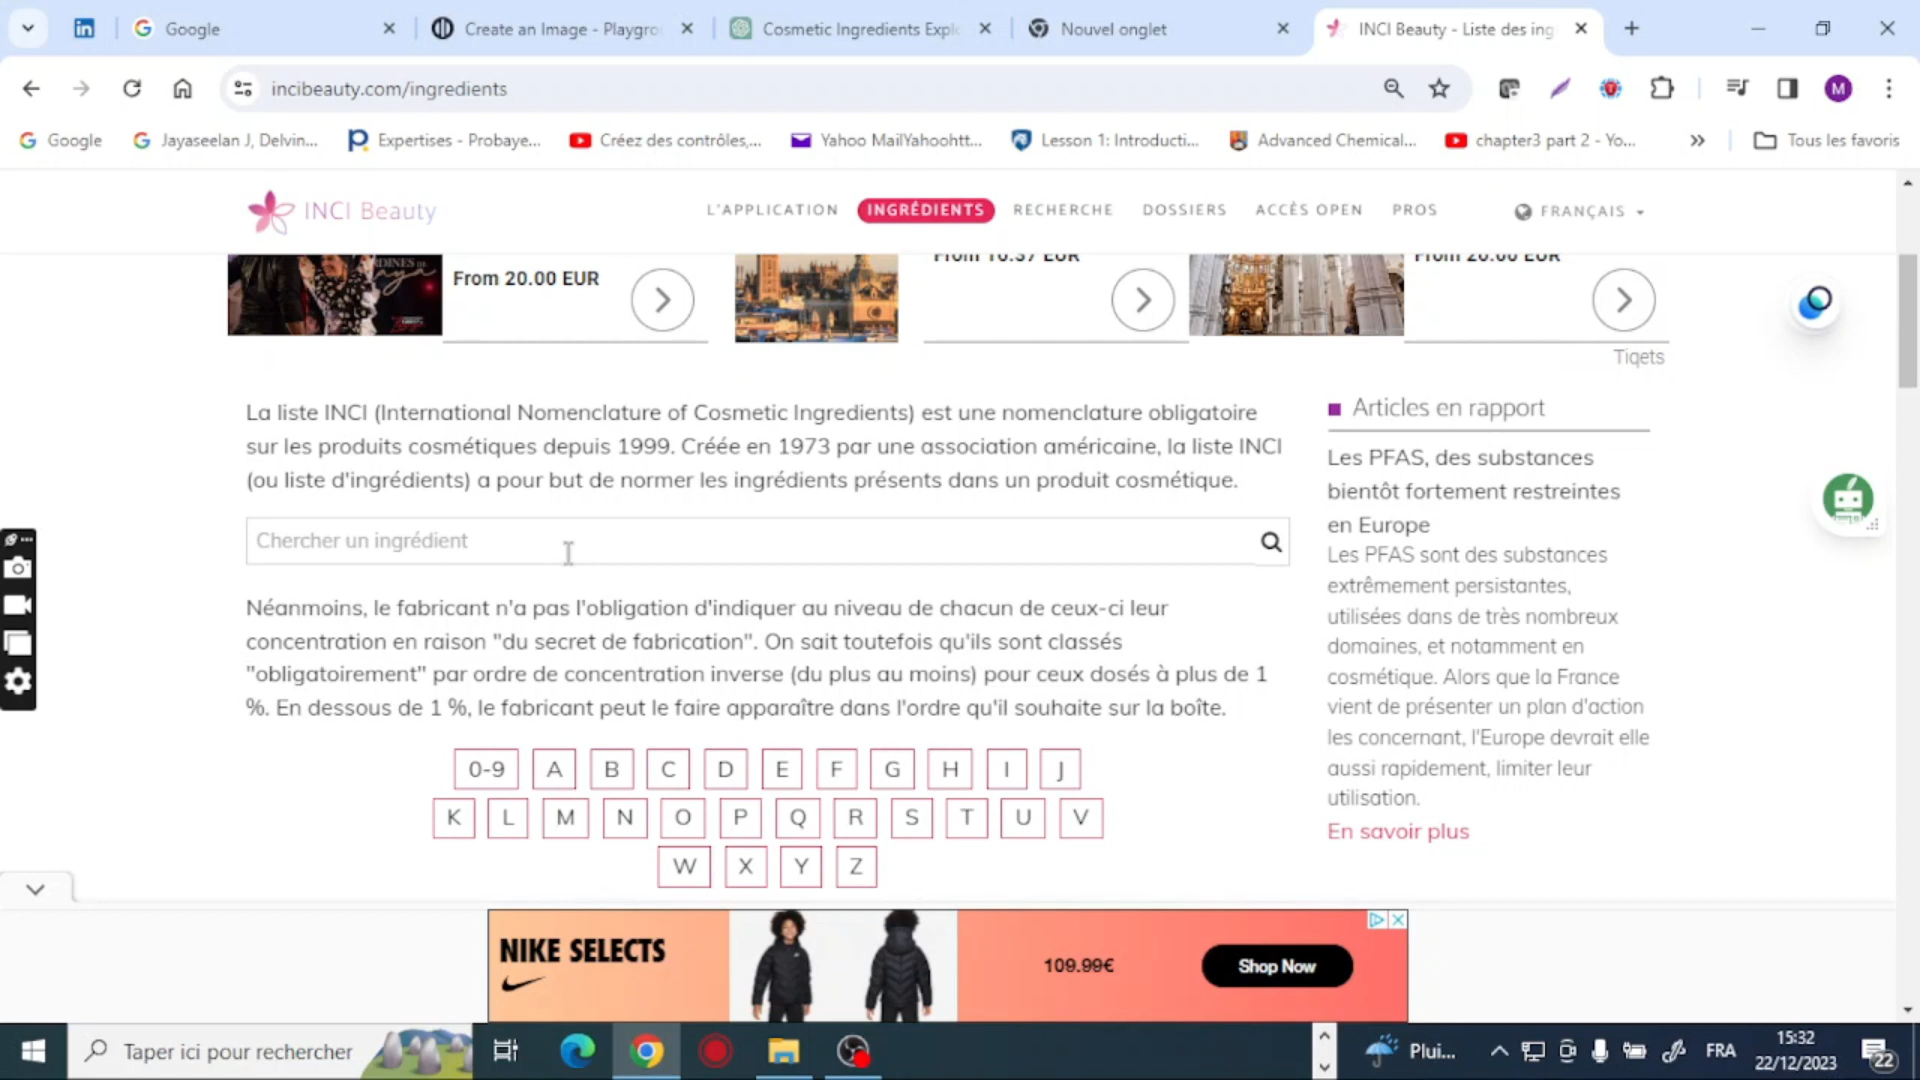 Google
Create an Image - Playgro
Cosmetic Ingredients Expl
Nouvel onglet
INCI Beauty - Liste des ing
incibeauty.com/ingredients
M
Google
Jayaseelan J, Delvin...
Expertises - Probaye...
Créez des contrôles,...
Yahoo MailYahoohtt...
Lesson 1: Introducti...
Advanced Chemical...
chapter3 part 2 - Yo...
Tous les favoris
INCI Beauty
L'APPLICATION
INGRÉDIENTS
RECHERCHE
DOSSIERS
ACCÈS OPEN
PROS
FRANÇAIS
From 20.00 EUR
From 16.37 EUR
From 20.00 EUR
Tiqets
La liste INCI (International Nomenclature of Cosmetic Ingredients) est une nomenclature obligatoire
sur les produits cosmétiques depuis 1999. Créée en 1973 par une association américaine, la liste INCI
(ou liste d'ingrédients) a pour but de normer les ingrédients présents dans un produit cosmétique.
Chercher un ingrédient
Néanmoins, le fabricant n'a pas l'obligation d'indiquer au niveau de chacun de ceux-ci leur
concentration en raison "du secret de fabrication". On sait toutefois qu'ils sont classés
"obligatoirement" par ordre de concentration inverse (du plus au moins) pour ceux dosés à plus de 1
%. En dessous de 1 %, le fabricant peut le faire apparaître dans l'ordre qu'il souhaite sur la boîte.
0-9 A B C D E F G H I J
K L M N O P Q R S T U V
W X Y Z
Articles en rapport
Les PFAS, des substances
bientôt fortement restreintes
en Europe
Les PFAS sont des substances
extrêmement persistantes,
utilisées dans de très nombreux
domaines, et notamment en
cosmétique. Alors que la France
vient de présenter un plan d'action
les concernant, l'Europe devrait elle
aussi rapidement, limiter leur
utilisation.
En savoir plus
NIKE SELECTS
109.99€
Shop Now
Taper ici pour rechercher
Plui...
FRA
15:32
22/12/2023
22